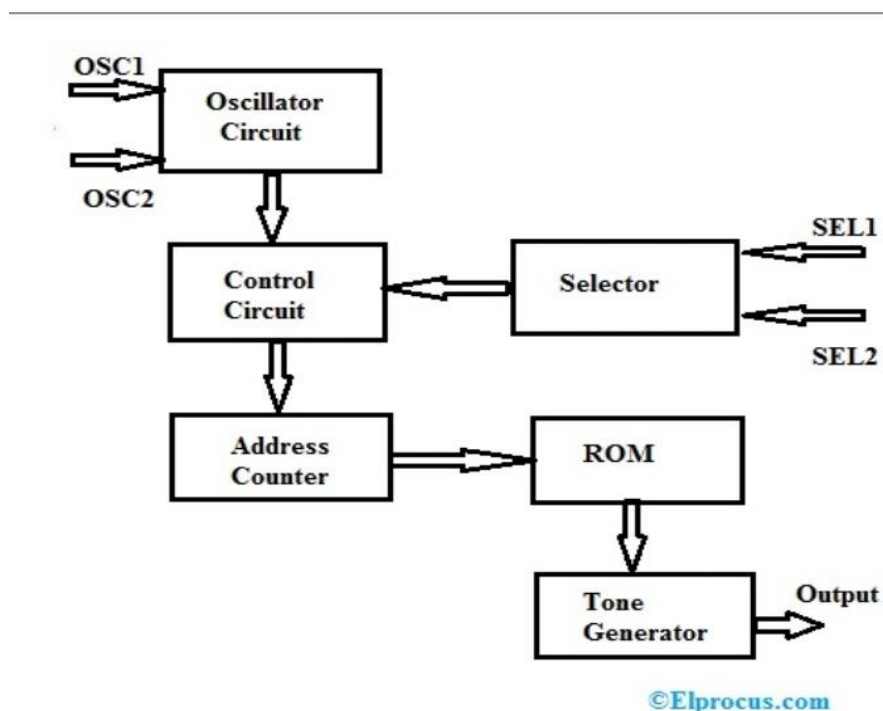 OSC1
Oscillator
Circuit
OSC2
Control
Circuit
Selector
SEL1
SEL2
Address
Counter
ROM
Tone
Generator
Output
©Elprocus.com